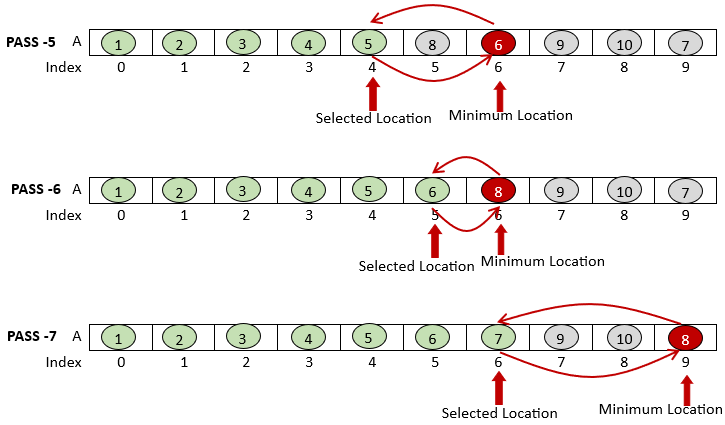 PASS -5 A 1 2 3 4 5 8 6 9 10 7
Index 0 1 2 3 4 5 6 7 8 9
Selected Location Minimum Location
PASS -6 A 1 2 3 4 5 6 8 9 10 7
Index 0 1 2 3 4 5 6 7 8 9
Selected Location Minimum Location
PASS -7 A 1 2 3 4 5 6 7 9 10 8
Index 0 1 2 3 4 5 6 7 8 9
Selected Location Minimum Location